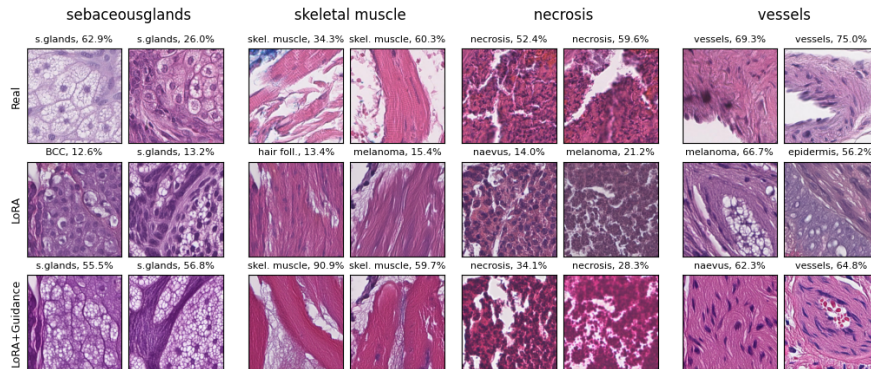 sebaceousglands skeletal muscle necrosis vessels
s.glands, 62.9% s.glands, 26.0% skel. muscle, 34.3% skel. muscle, 60.3% necrosis, 52.4% necrosis, 59.6% vessels, 69.3% vessels, 75.0%
Real
BCC, 12.6% s.glands, 13.2% hair foll., 13.4% melanoma, 15.4% naevus, 14.0% melanoma, 21.2% melanoma, 66.7% epidermis, 56.2%
LoRA
s.glands, 55.5% s.glands, 56.8% skel. muscle, 90.9% skel. muscle, 59.7% necrosis, 34.1% necrosis, 28.3% naevus, 62.3% vessels, 64.8%
LoRA+Guidance